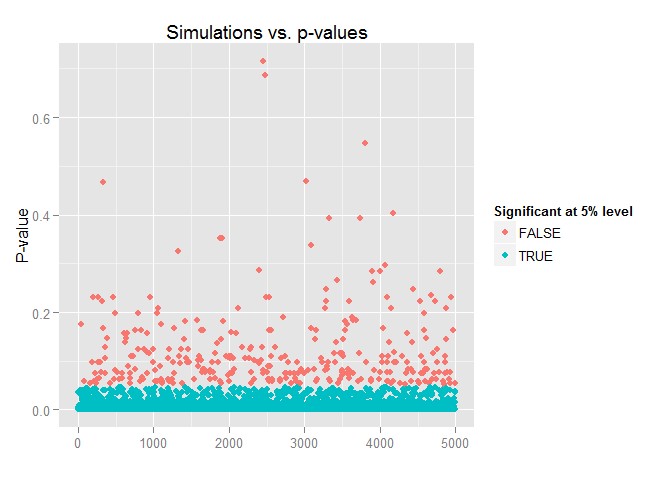 Simulations vs. p-values
P-value
0.6
0.4
0.2
0.0
0 1000 2000 3000 4000 5000
Significant at 5% level
FALSE
TRUE